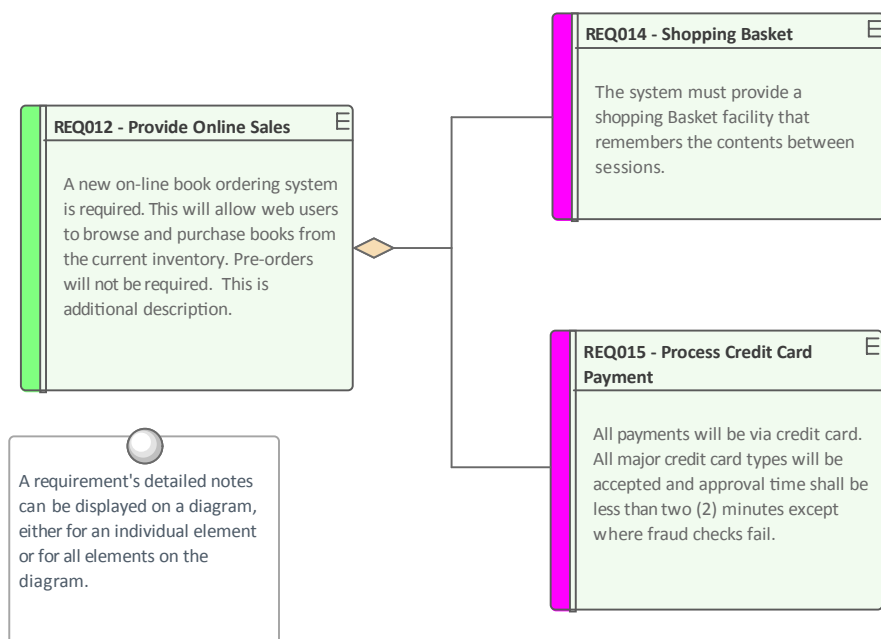 REQ012 - Provide Online Sales
E
A new on-line book ordering system
is required. This will allow web users
to browse and purchase books from
the current inventory. Pre-orders
will not be required.  This is
additional description.
A requirement's detailed notes
can be displayed on a diagram,
either for an individual element
or for all elements on the
diagram.
REQ014 - Shopping Basket
E
The system must provide a
shopping Basket facility that
remembers the contents between
sessions.
REQ015 - Process Credit Card
Payment
E
All payments will be via credit card.
All major credit card types will be
accepted and approval time shall be
less than two (2) minutes except
where fraud checks fail.